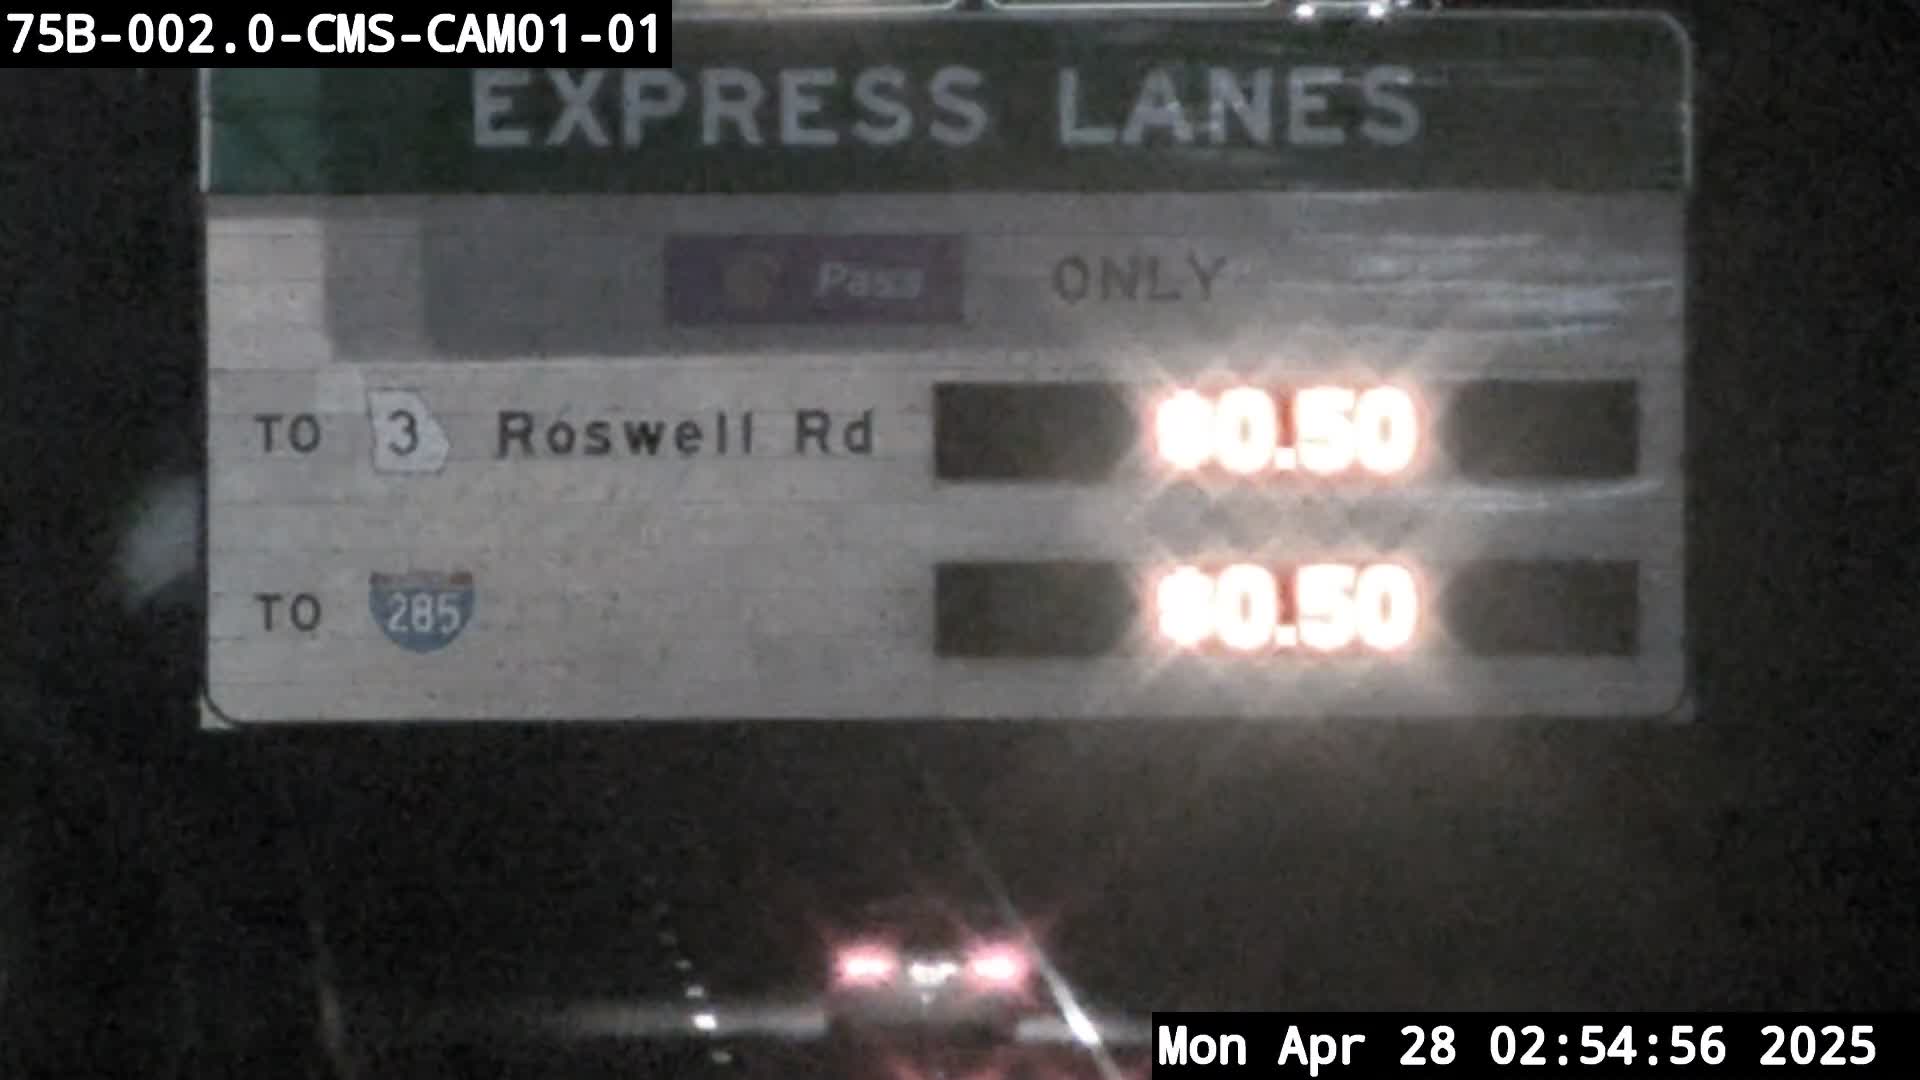 75B-002.0-CMS-CAM01-01
EXPRESS LANES
Pass ONLY
TO 3 Roswell Rd $0.50
TO 285 $0.50
Mon Apr 28 02:54:56 2025